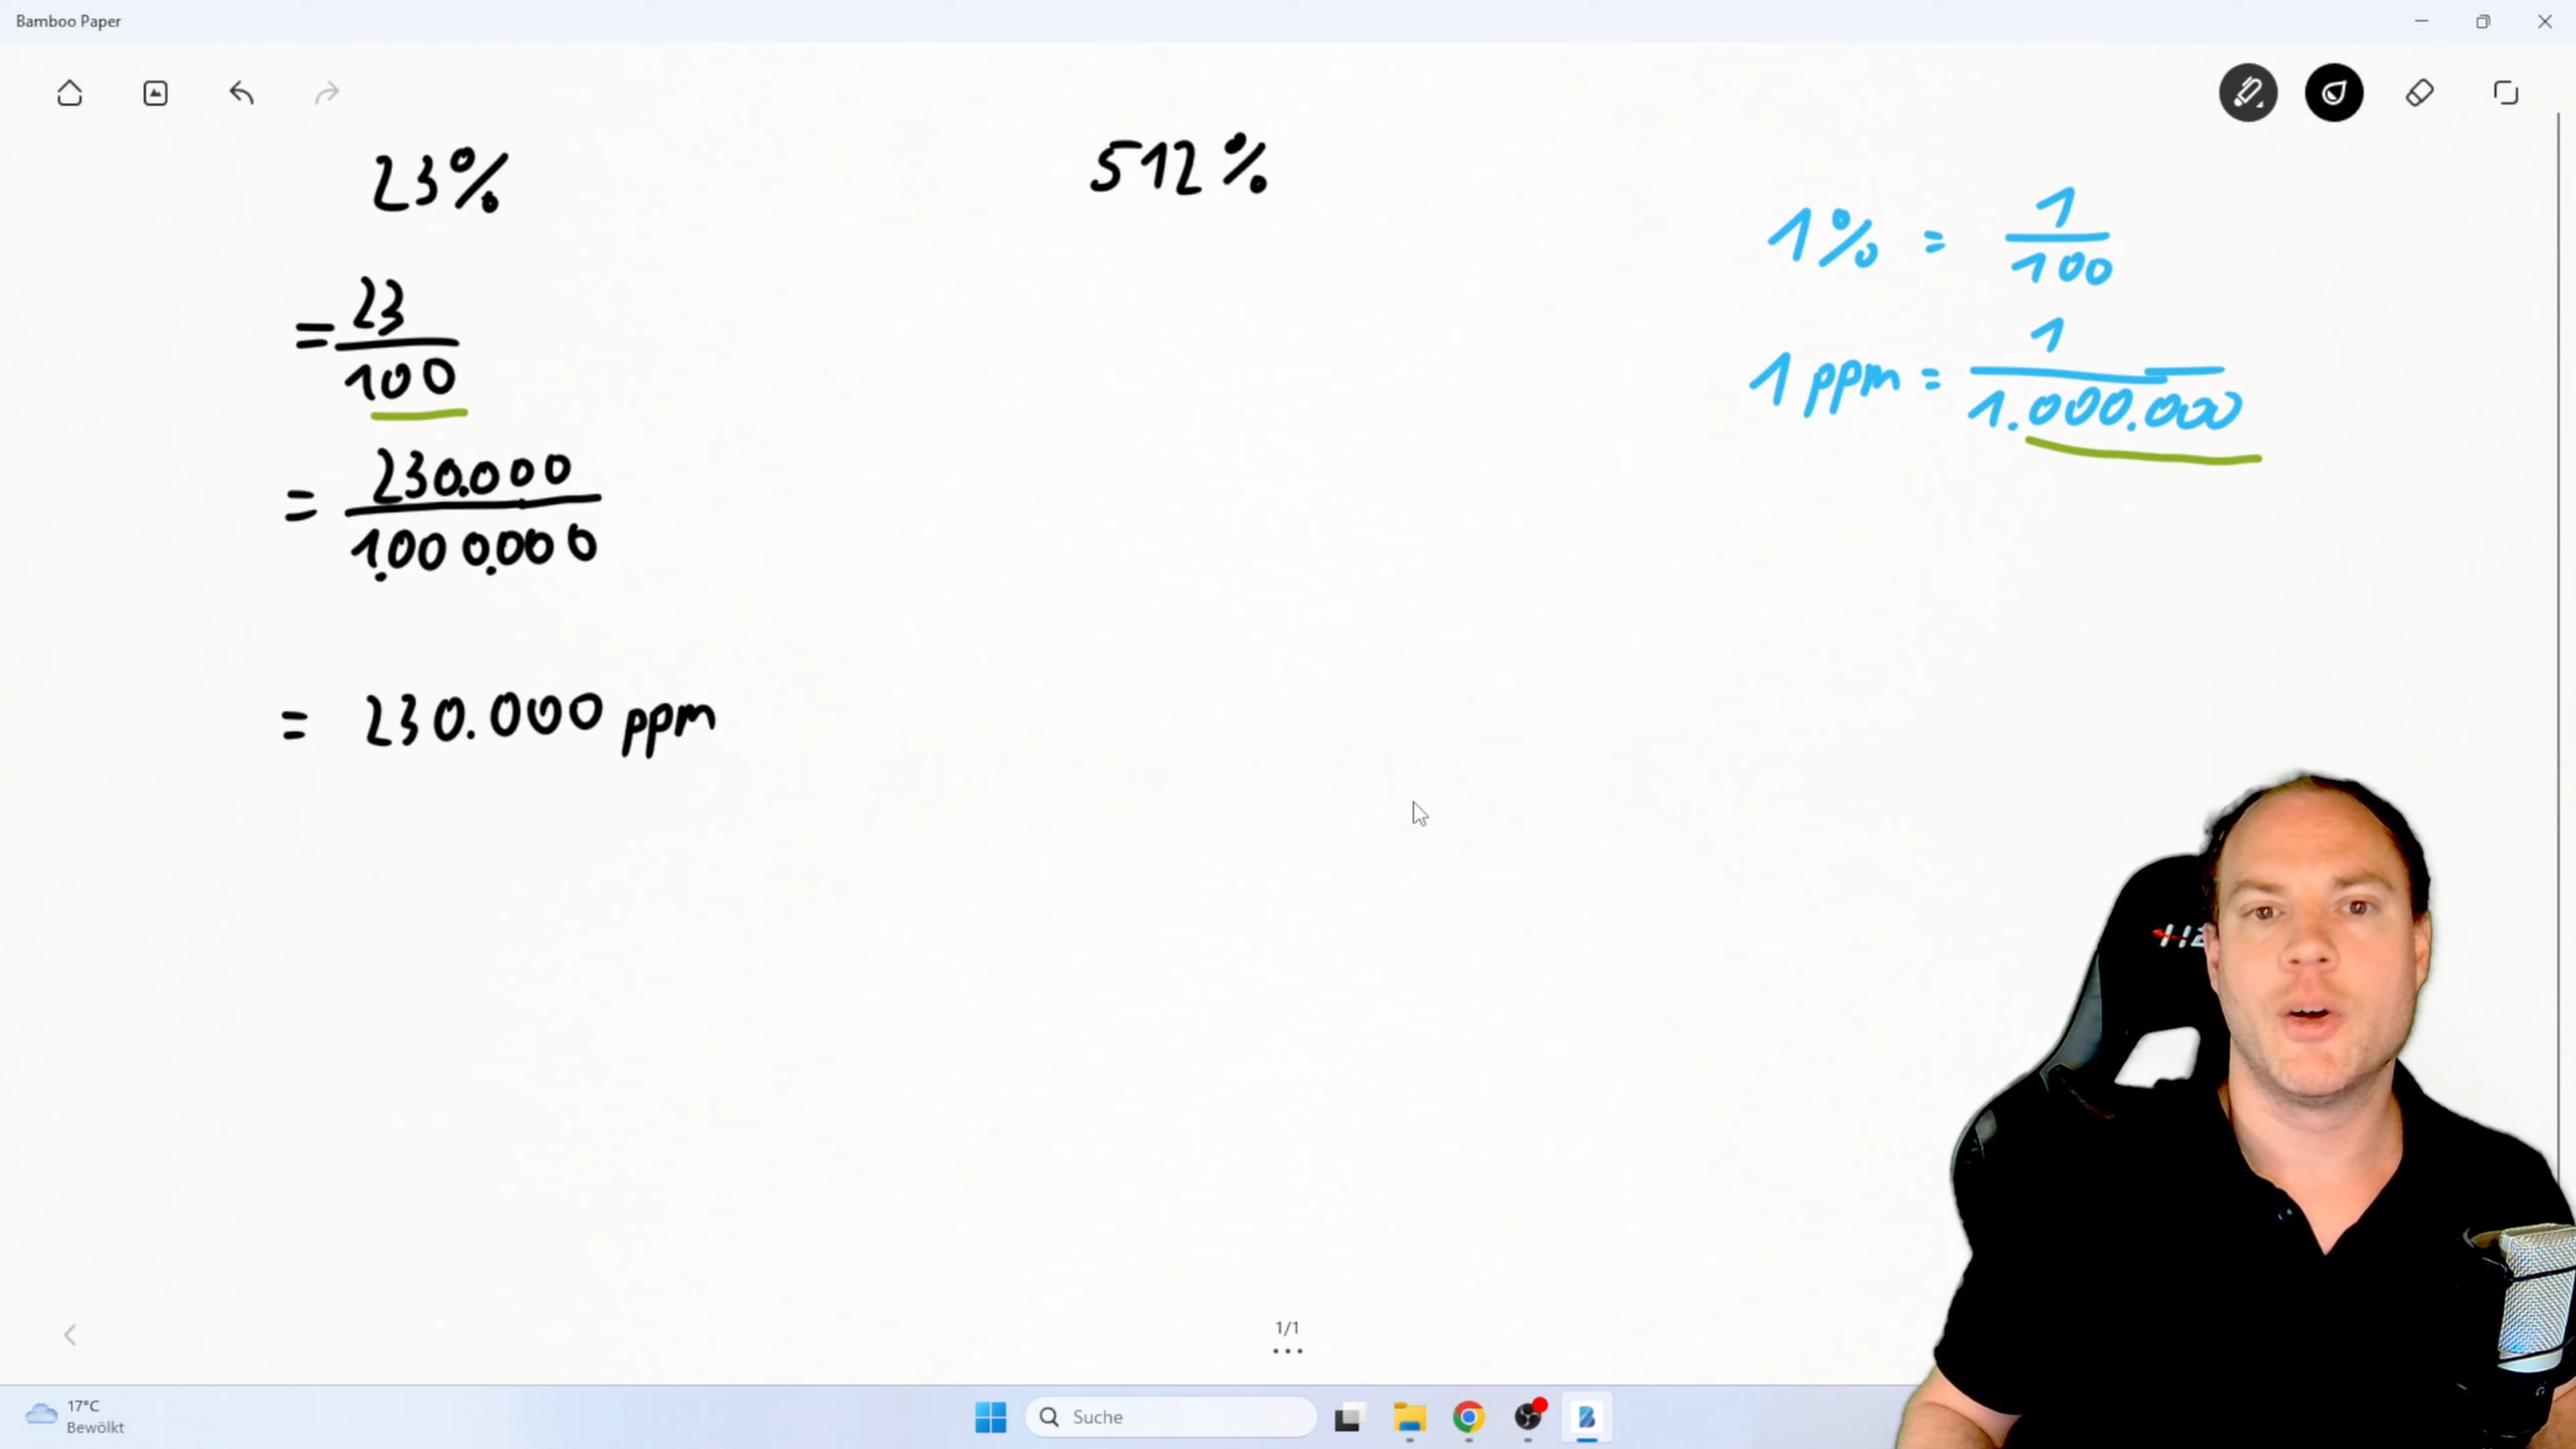 Bamboo Paper
23%
= 23
100
= 230.000
1.000.000
= 230.000 ppm
512%
1% = 1
100
1 ppm = 1
1.000.000
1/1
17°C
Bewölkt
Suche